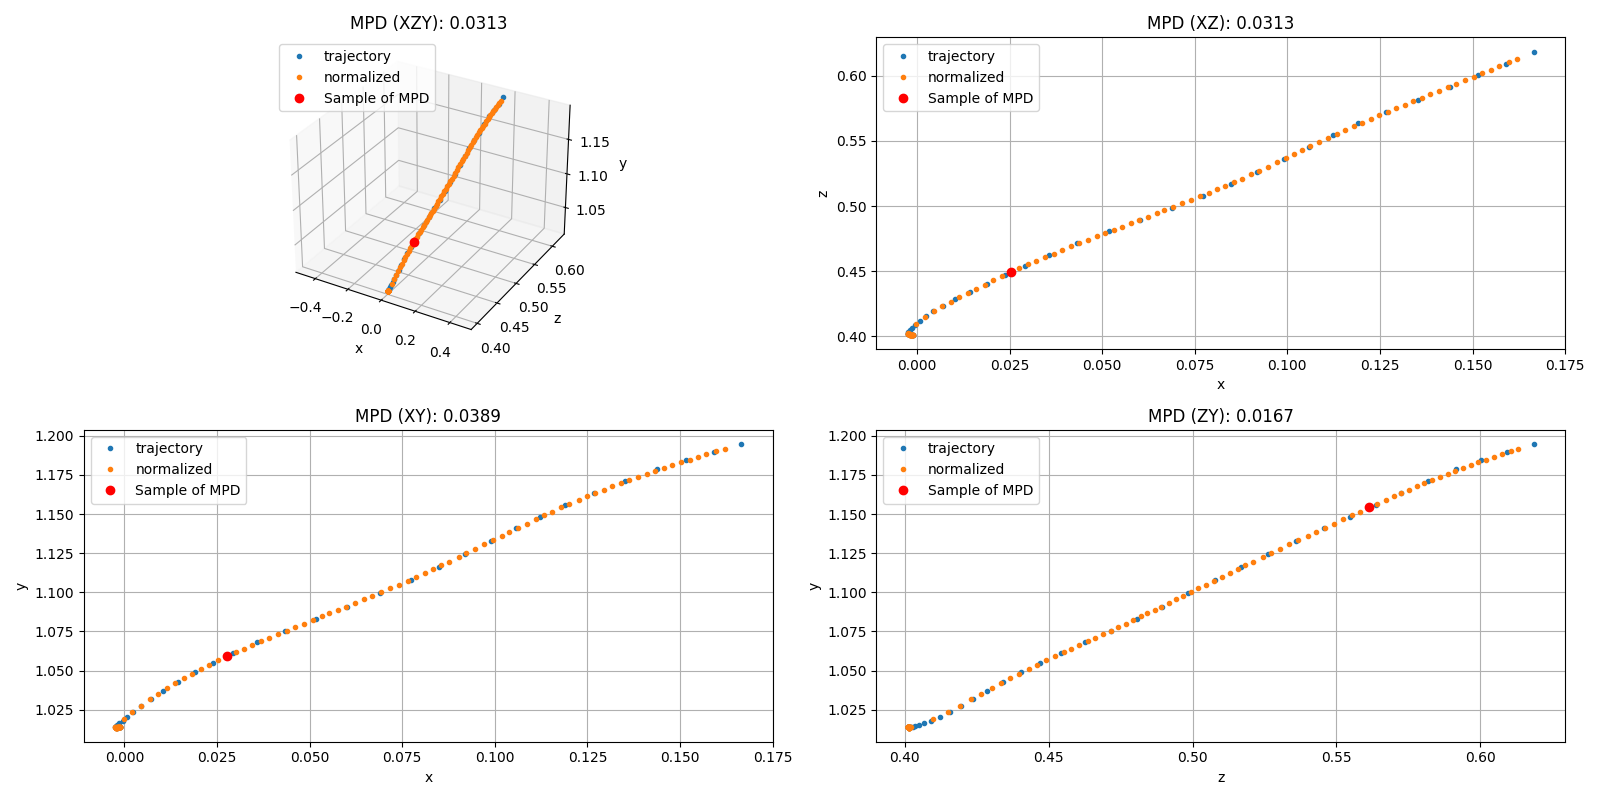 MPD (XZY): 0.0313
trajectory
normalized
Sample of MPD
1.15
1.10
1.05
y
0.60
0.55
0.50
0.45
0.40
z
−0.4
−0.2
0.0
0.2
0.4
x
MPD (XZ): 0.0313
trajectory
normalized
Sample of MPD
0.60
0.55
0.50
0.45
0.40
z
0.000 0.025 0.050 0.075 0.100 0.125 0.150 0.175
x
MPD (XY): 0.0389
trajectory
normalized
Sample of MPD
1.200
1.175
1.150
1.125
1.100
1.075
1.050
1.025
y
0.000 0.025 0.050 0.075 0.100 0.125 0.150 0.175
x
MPD (ZY): 0.0167
trajectory
normalized
Sample of MPD
1.200
1.175
1.150
1.125
1.100
1.075
1.050
1.025
y
0.40 0.45 0.50 0.55 0.60
z